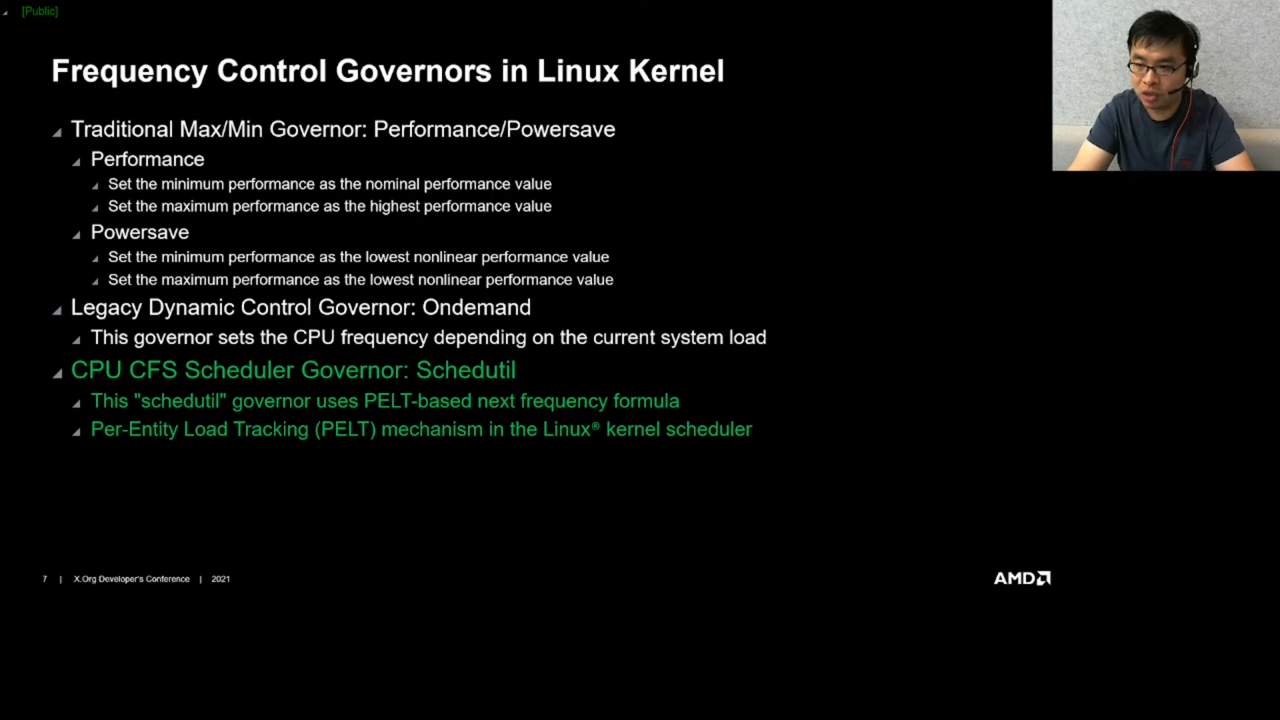 [Public]
Frequency Control Governors in Linux Kernel
Traditional Max/Min Governor: Performance/Powersave
Performance
Set the minimum performance as the nominal performance value
Set the maximum performance as the highest performance value
Powersave
Set the minimum performance as the lowest nonlinear performance value
Set the maximum performance as the lowest nonlinear performance value
Legacy Dynamic Control Governor: Ondemand
This governor sets the CPU frequency depending on the current system load
CPU CFS Scheduler Governor: Schedutil
This "schedutil" governor uses PELT-based next frequency formula
Per-Entity Load Tracking (PELT) mechanism in the Linux® kernel scheduler
7 | X.Org Developer's Conference | 2021
AMD